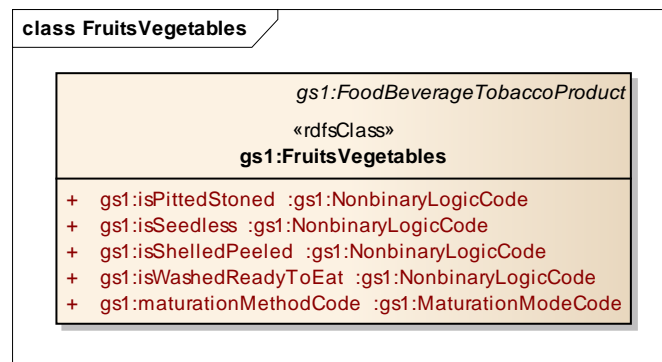 class FruitsVegetables
gs1:FoodBeverageTobaccoProduct
«rdfsClass»
gs1:FruitsVegetables
+ gs1:isPittedStoned :gs1:NonbinaryLogicCode
+ gs1:isSeedless :gs1:NonbinaryLogicCode
+ gs1:isShelledPeeled :gs1:NonbinaryLogicCode
+ gs1:isWashedReadyToEat :gs1:NonbinaryLogicCode
+ gs1:maturationMethodCode :gs1:MaturationModeCode